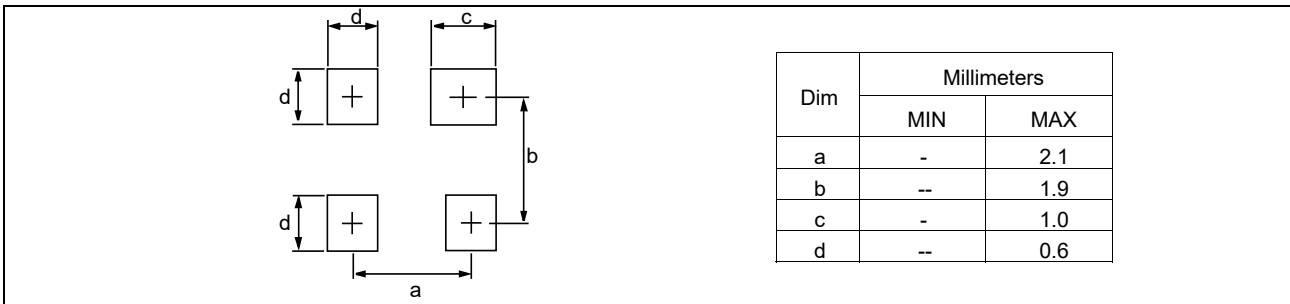 d
c
d
b
d
a
Dim Millimeters
MIN MAX
a - 2.1
b -- 1.9
c - 1.0
d -- 0.6